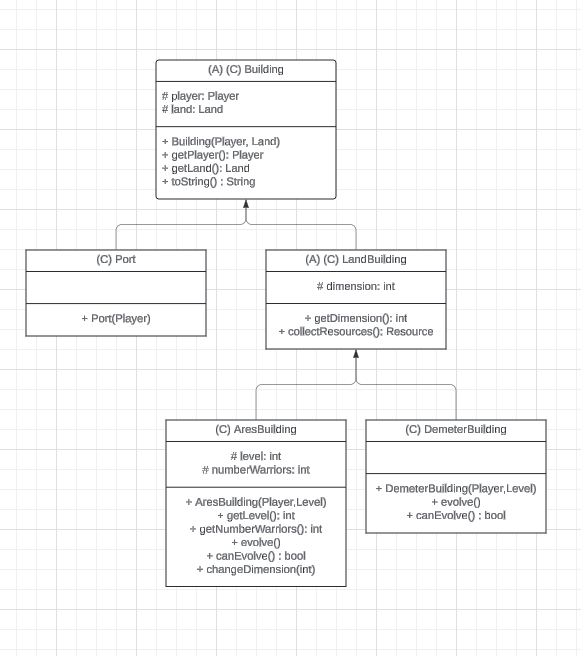 (A) (C) Building
# player: Player
# land: Land
+ Building(Player, Land)
+ getPlayer(): Player
+ getLand(): Land
+ toString() : String
(C) Port
+ Port(Player)
(A) (C) LandBuilding
# dimension: int
+ getDimension(): int
+ collectResources(): Resource
(C) AresBuilding
# level: int
# numberWarriors: int
+ AresBuilding(Player,Level)
+ getLevel(): int
+ getNumberWarriors(): int
+ evolve()
+ canEvolve() : bool
+ changeDimension(int)
(C) DemeterBuilding
+ DemeterBuilding(Player,Level)
+ evolve()
+ canEvolve() : bool